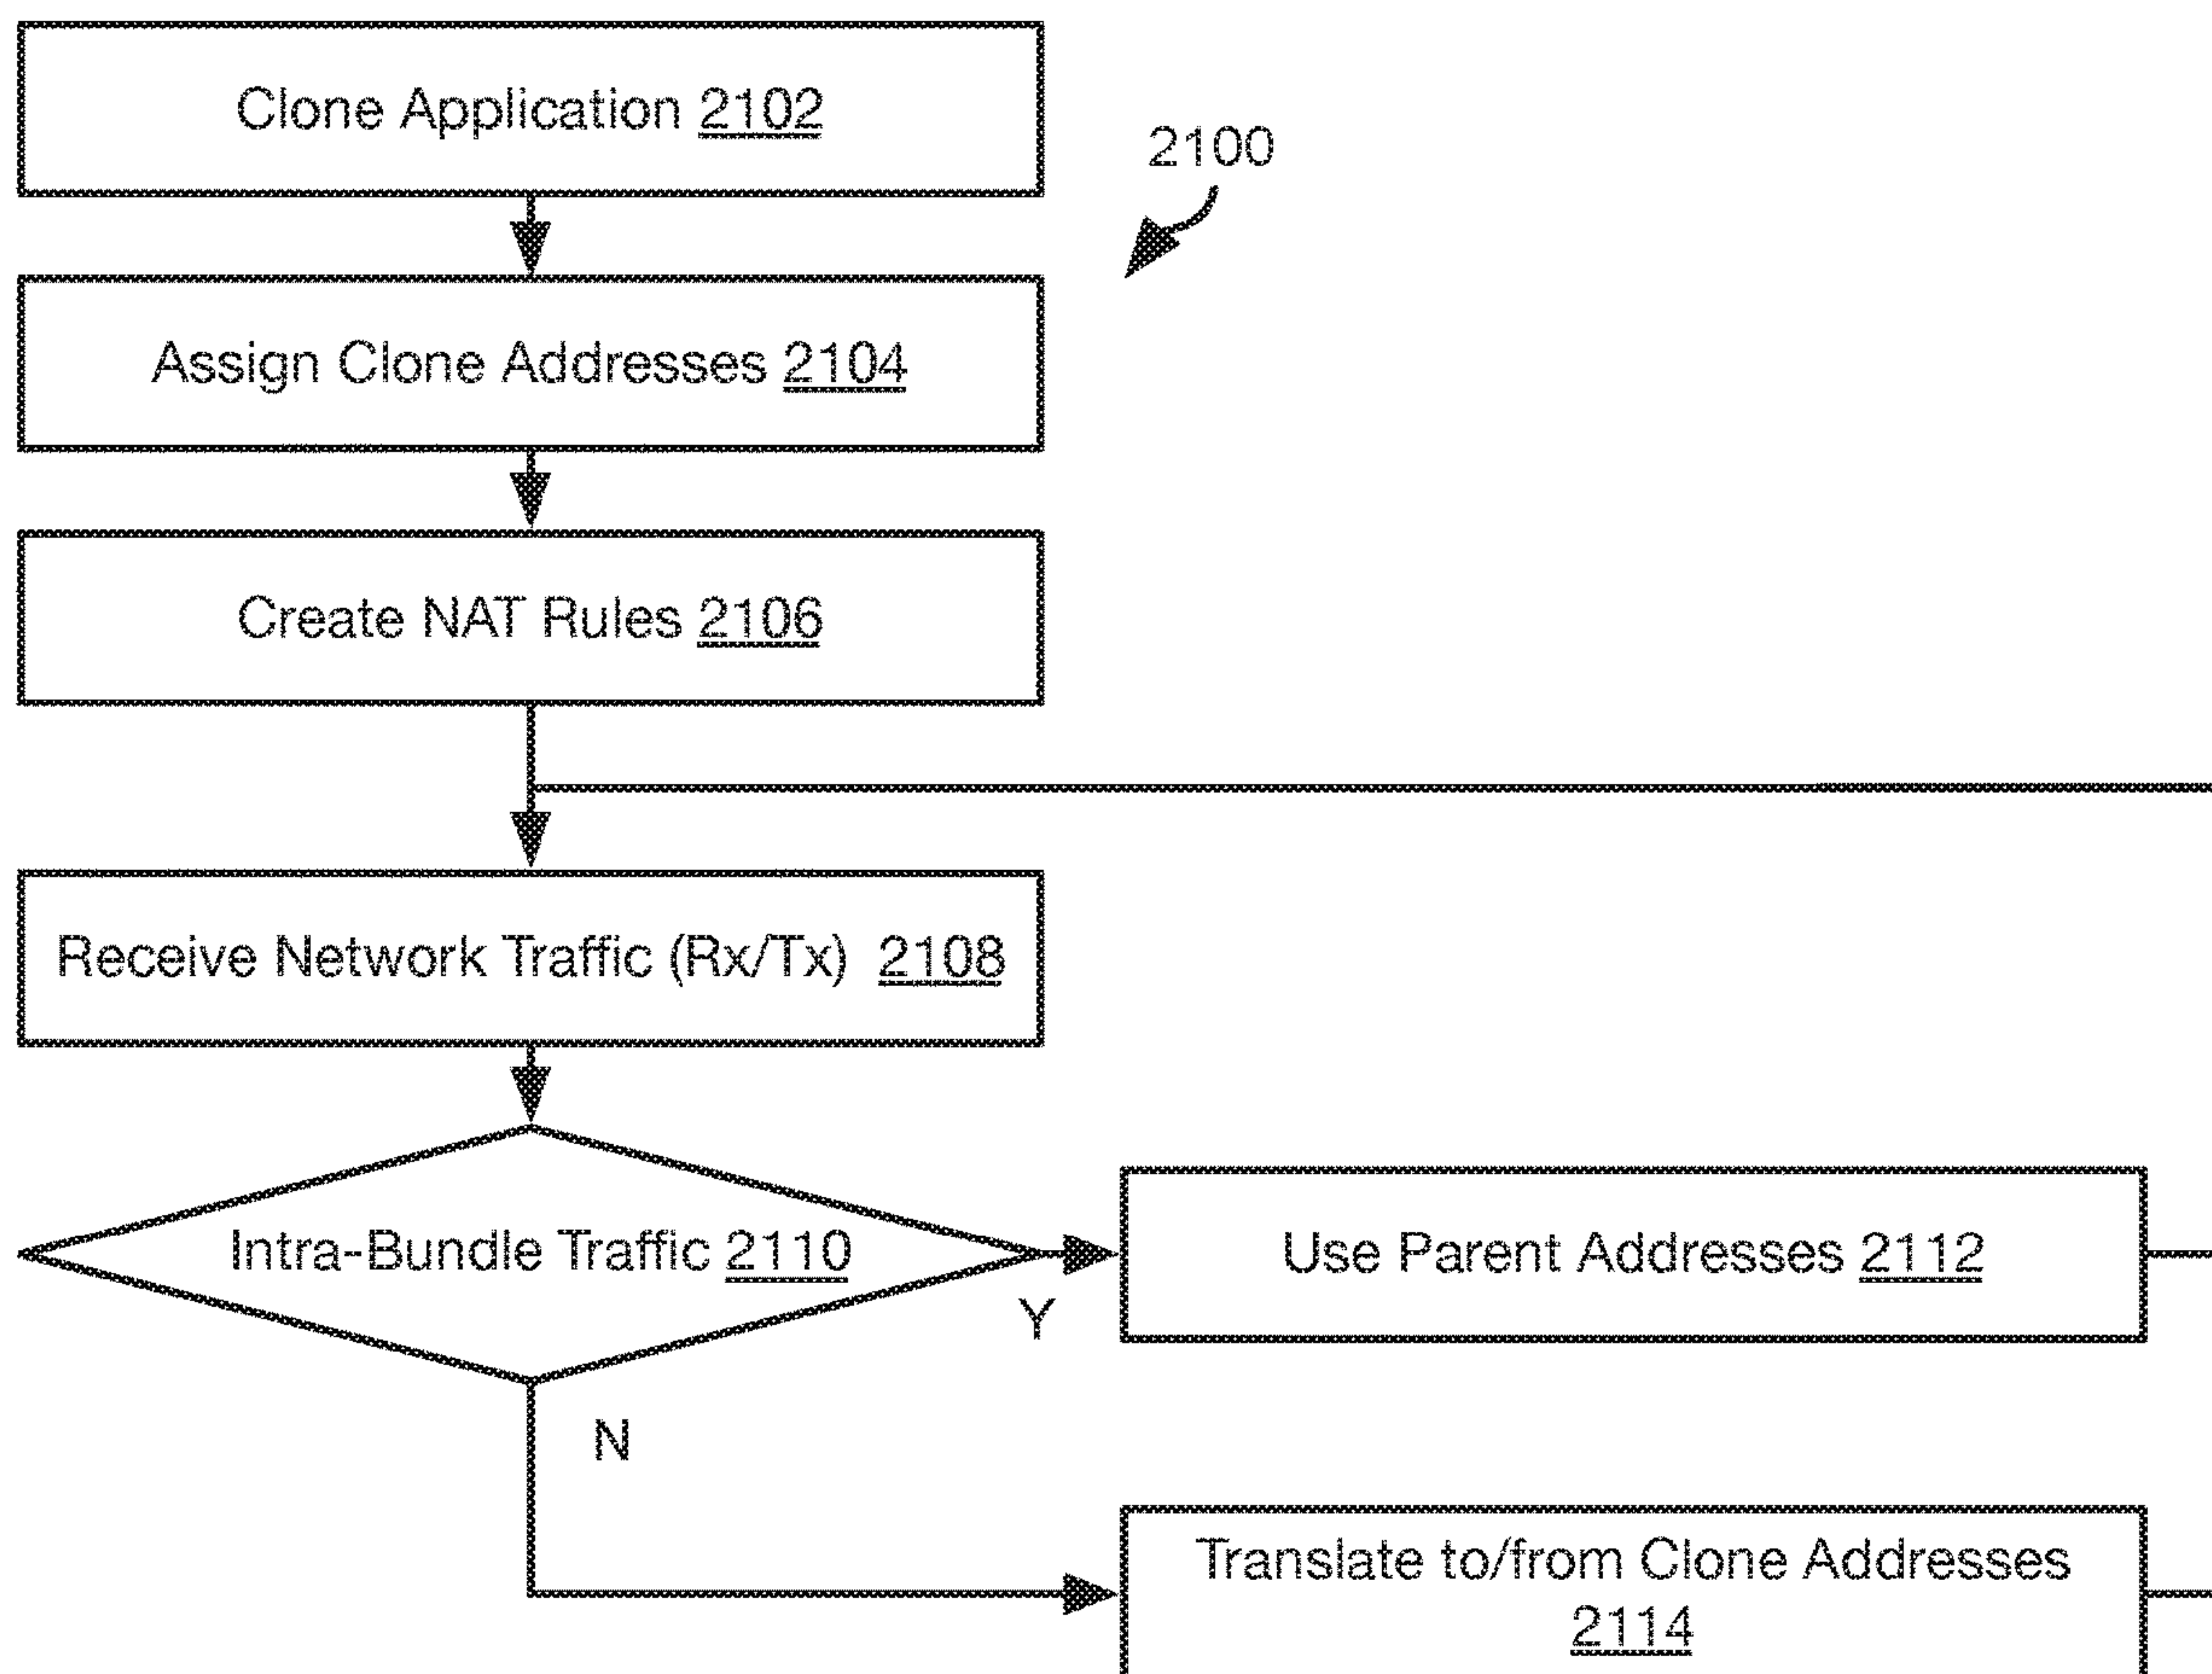 Clone Application 2102
2100
Assign Clone Addresses 2104
Create NAT Rules 2106
Receive Network Traffic (Rx/Tx) 2108
Intra-Bundle Traffic 2110
Use Parent Addresses 2112
Y
N
Translate to/from Clone Addresses
2114